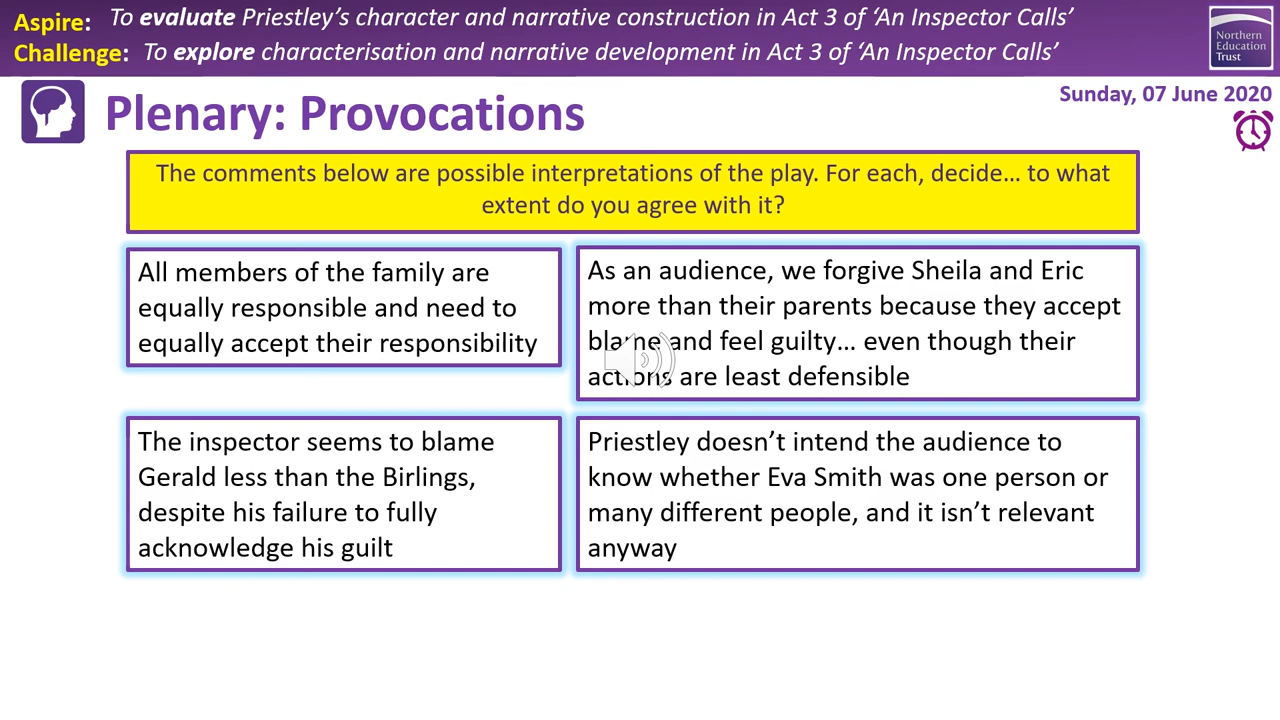 Aspire: To evaluate Priestley's character and narrative construction in Act 3 of 'An Inspector Calls'
Challenge: To explore characterisation and narrative development in Act 3 of 'An Inspector Calls'
Northern
Education
Trust
Sunday, 07 June 2020
Plenary: Provocations
The comments below are possible interpretations of the play. For each, decide… to what
extent do you agree with it?
All members of the family are
equally responsible and need to
equally accept their responsibility
As an audience, we forgive Sheila and Eric
more than their parents because they accept
blame and feel guilty… even though their
actions are least defensible
The inspector seems to blame
Gerald less than the Birlings,
despite his failure to fully
acknowledge his guilt
Priestley doesn't intend the audience to
know whether Eva Smith was one person or
many different people, and it isn't relevant
anyway